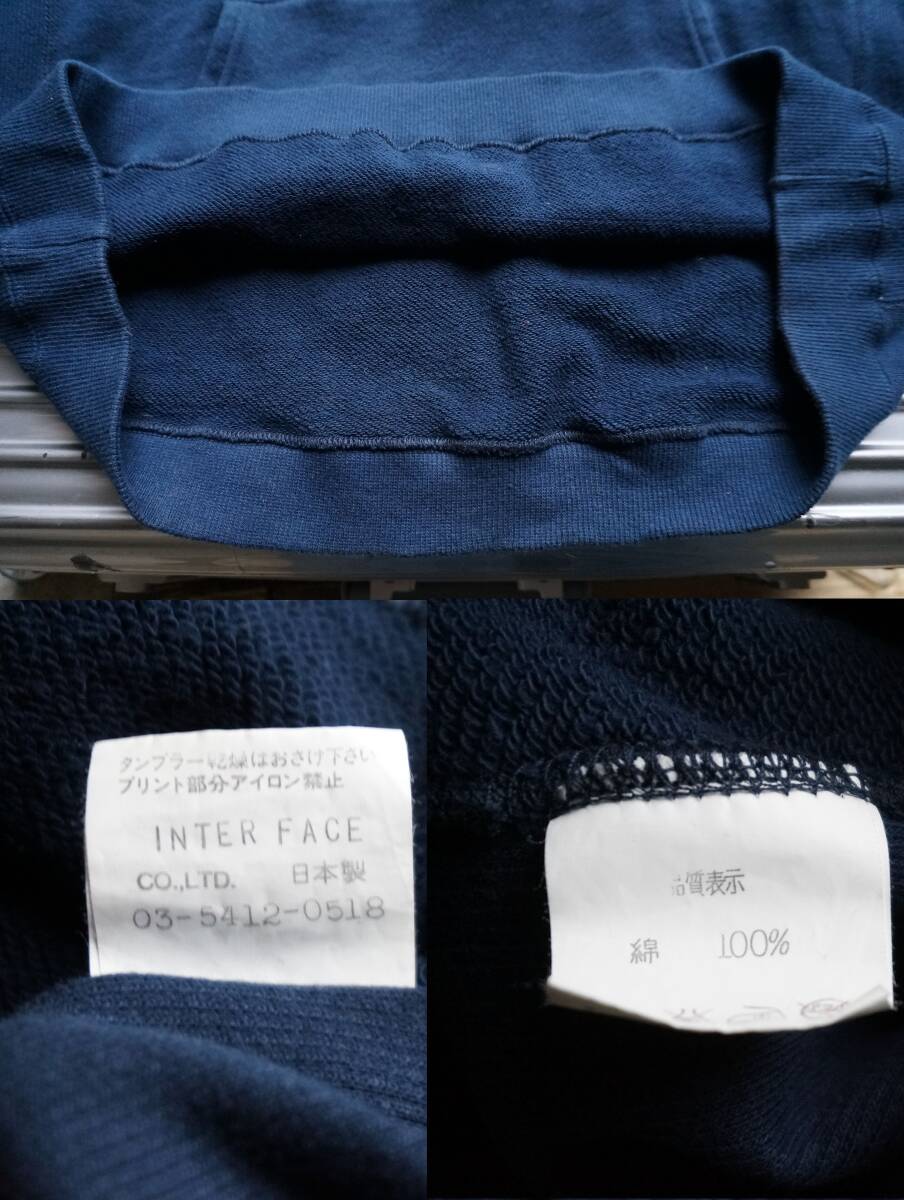 タンブラー乾燥はおさけ下さい
プリント部分アイロン禁止
INTER FACE
CO.,LTD. 日本製
03-5412-0518
品質表示
綿 100%